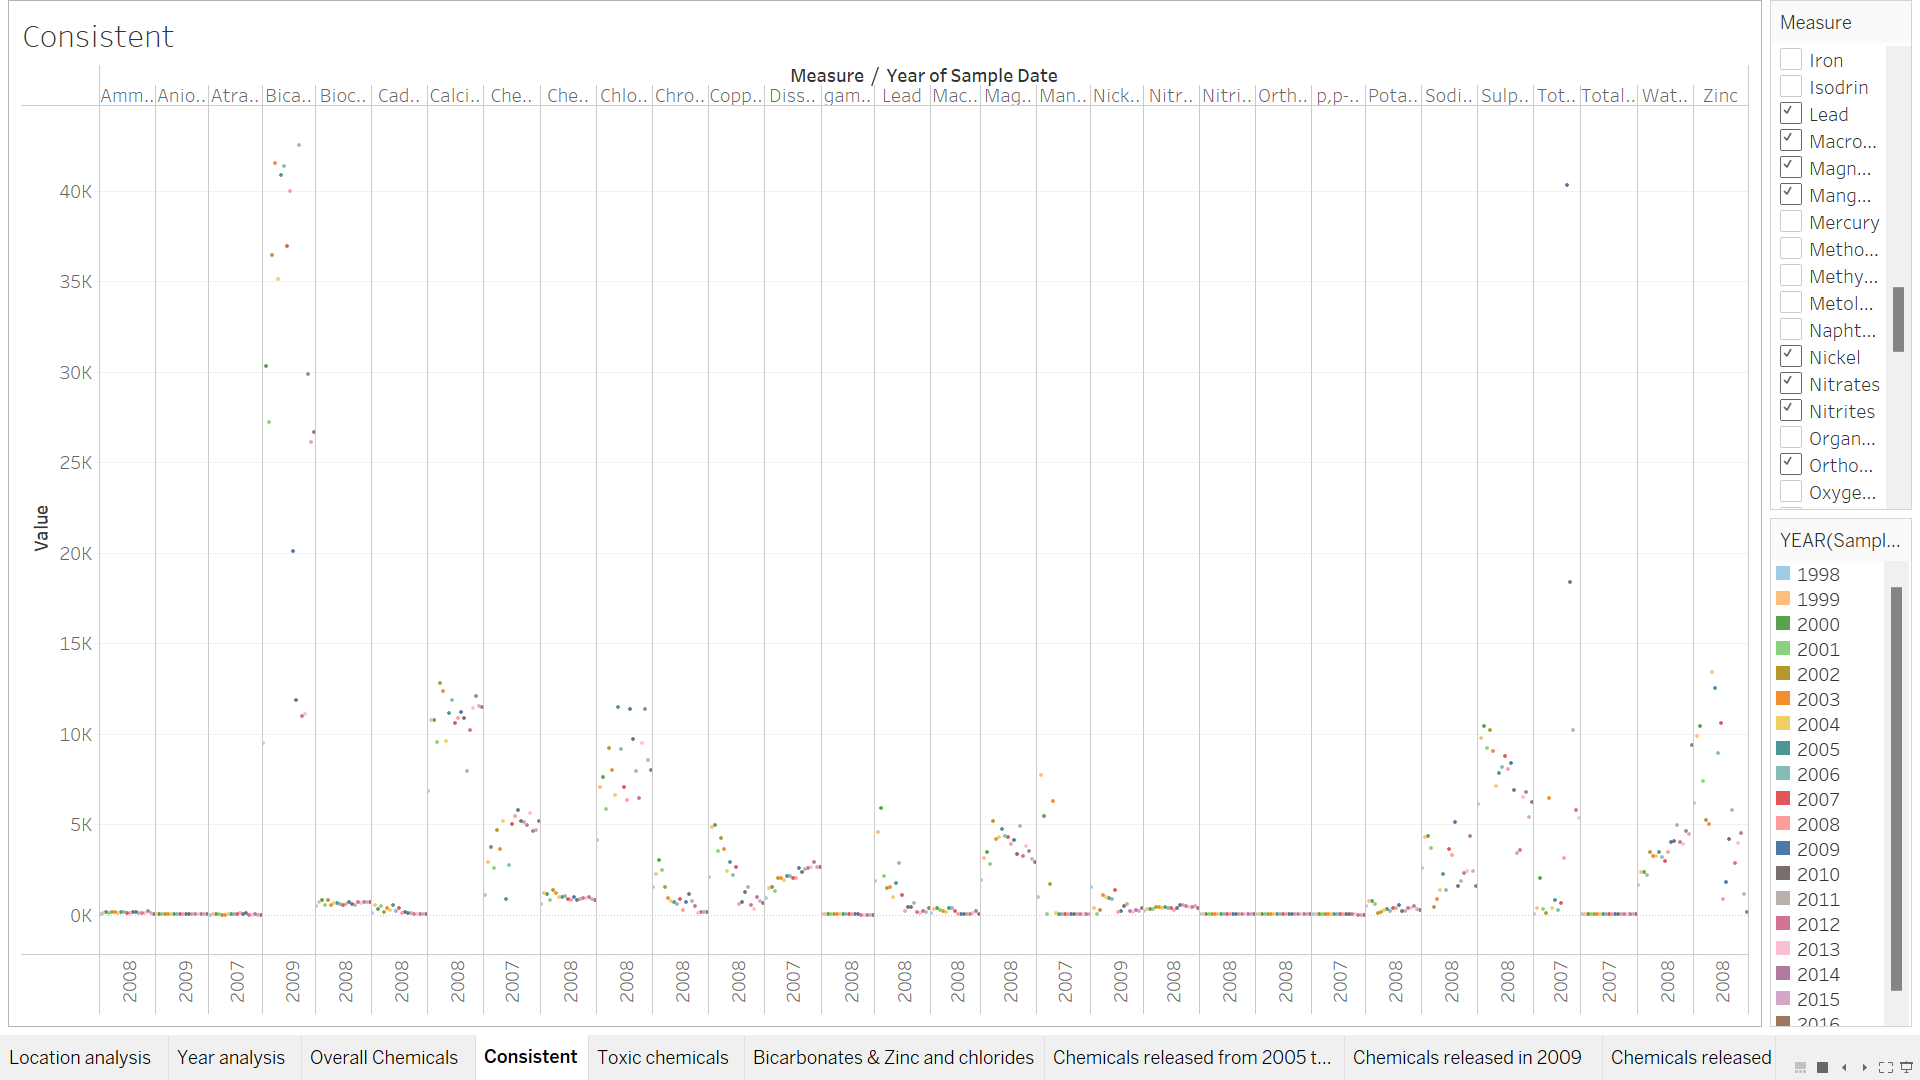 Consistent
Measure / Year of Sample Date
Amm.. Anio.. Atra.. Bica.. Bioc.. Cad.. Calci.. Che.. Che.. Chlo.. Chro.. Copp.. Diss.. gam.. Lead Mac.. Mag.. Man.. Nick.. Nitr.. Nitri.. Orth.. p,p-.. Pota.. Sodi.. Sulp.. Tot.. Total.. Wat.. Zinc
40K
35K
30K
25K
20K
15K
10K
5K
0K
Value
2008 2009 2007 2009 2008 2008 2008 2007 2008 2008 2008 2008 2007 2008 2008 2008 2008 2007 2009 2008 2008 2008 2008 2008 2008 2008 2007 2007 2008 2008
Measure
Iron
Isodrin
Lead
Macro...
Magn...
Mang...
Mercury
Metho...
Methy...
Metol...
Napht...
Nickel
Nitrates
Nitrites
Organ...
Ortho...
Oxyge...
YEAR(Sampl...
1998
1999
2000
2001
2002
2003
2004
2005
2006
2007
2008
2009
2010
2011
2012
2013
2014
2015
2016
Location analysis Year analysis Overall Chemicals Consistent Toxic chemicals Bicarbonates & Zinc and chlorides Chemicals released from 2005 t... Chemicals released in 2009 Chemicals released